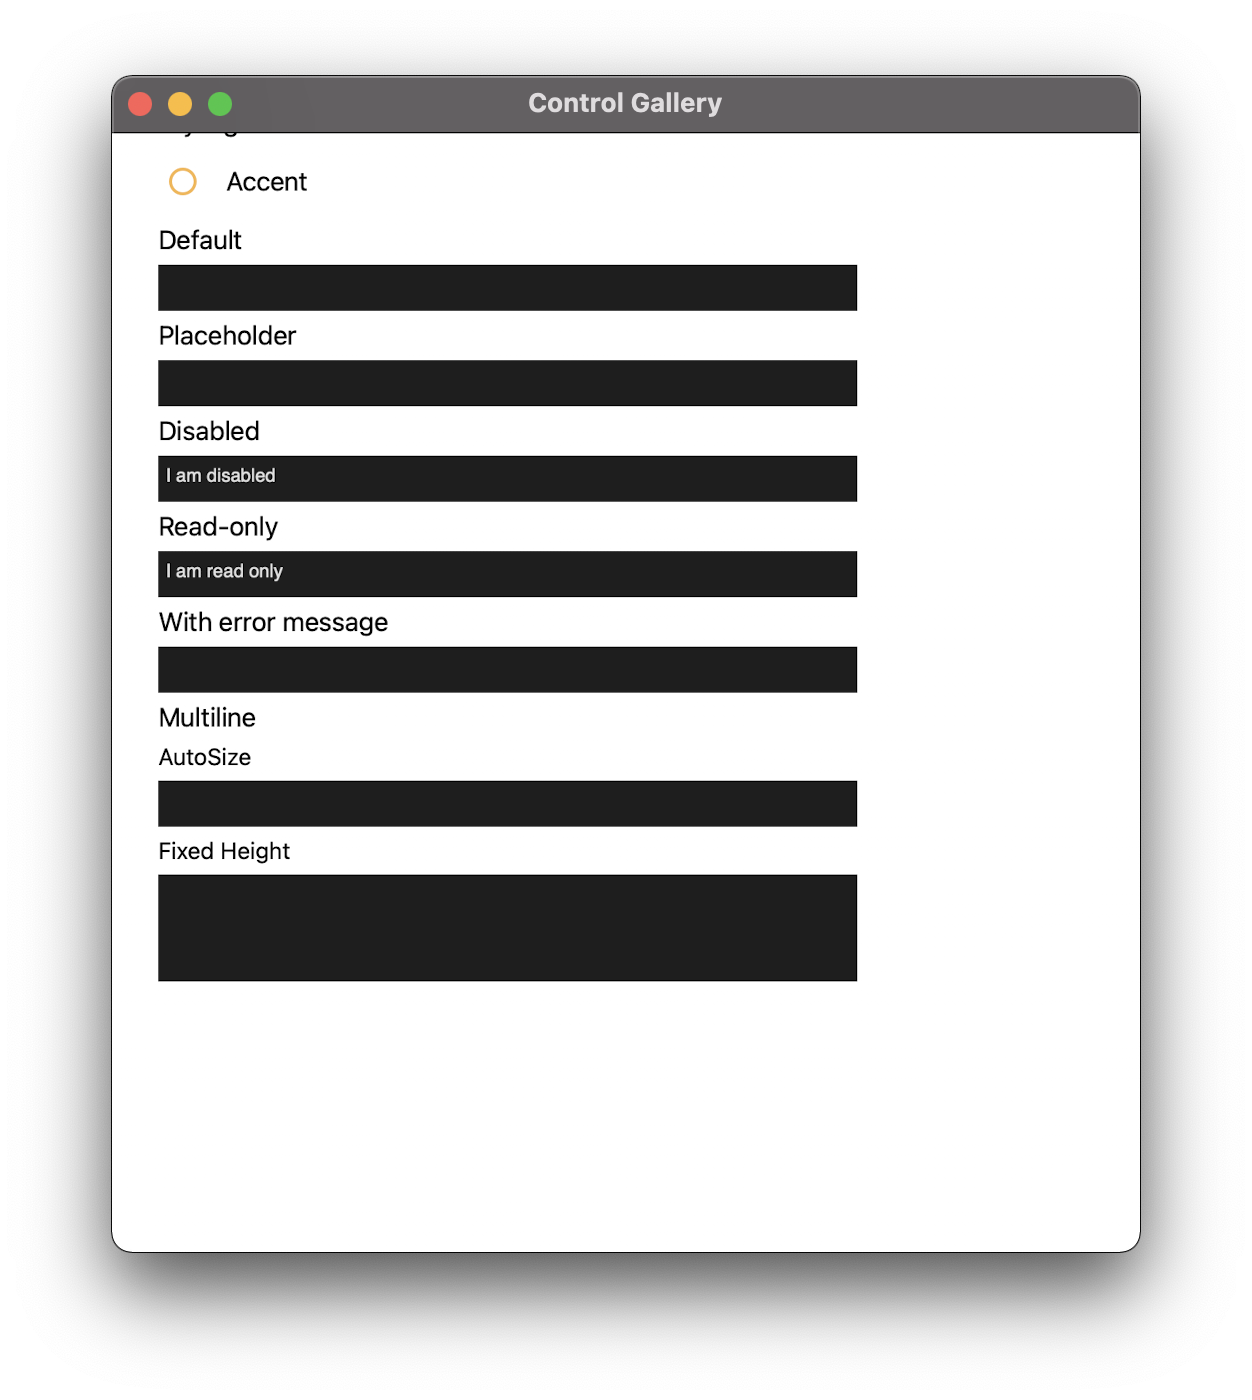 Control Gallery
Accent
Default
Placeholder
Disabled
I am disabled
Read-only
I am read only
With error message
Multiline
AutoSize
Fixed Height